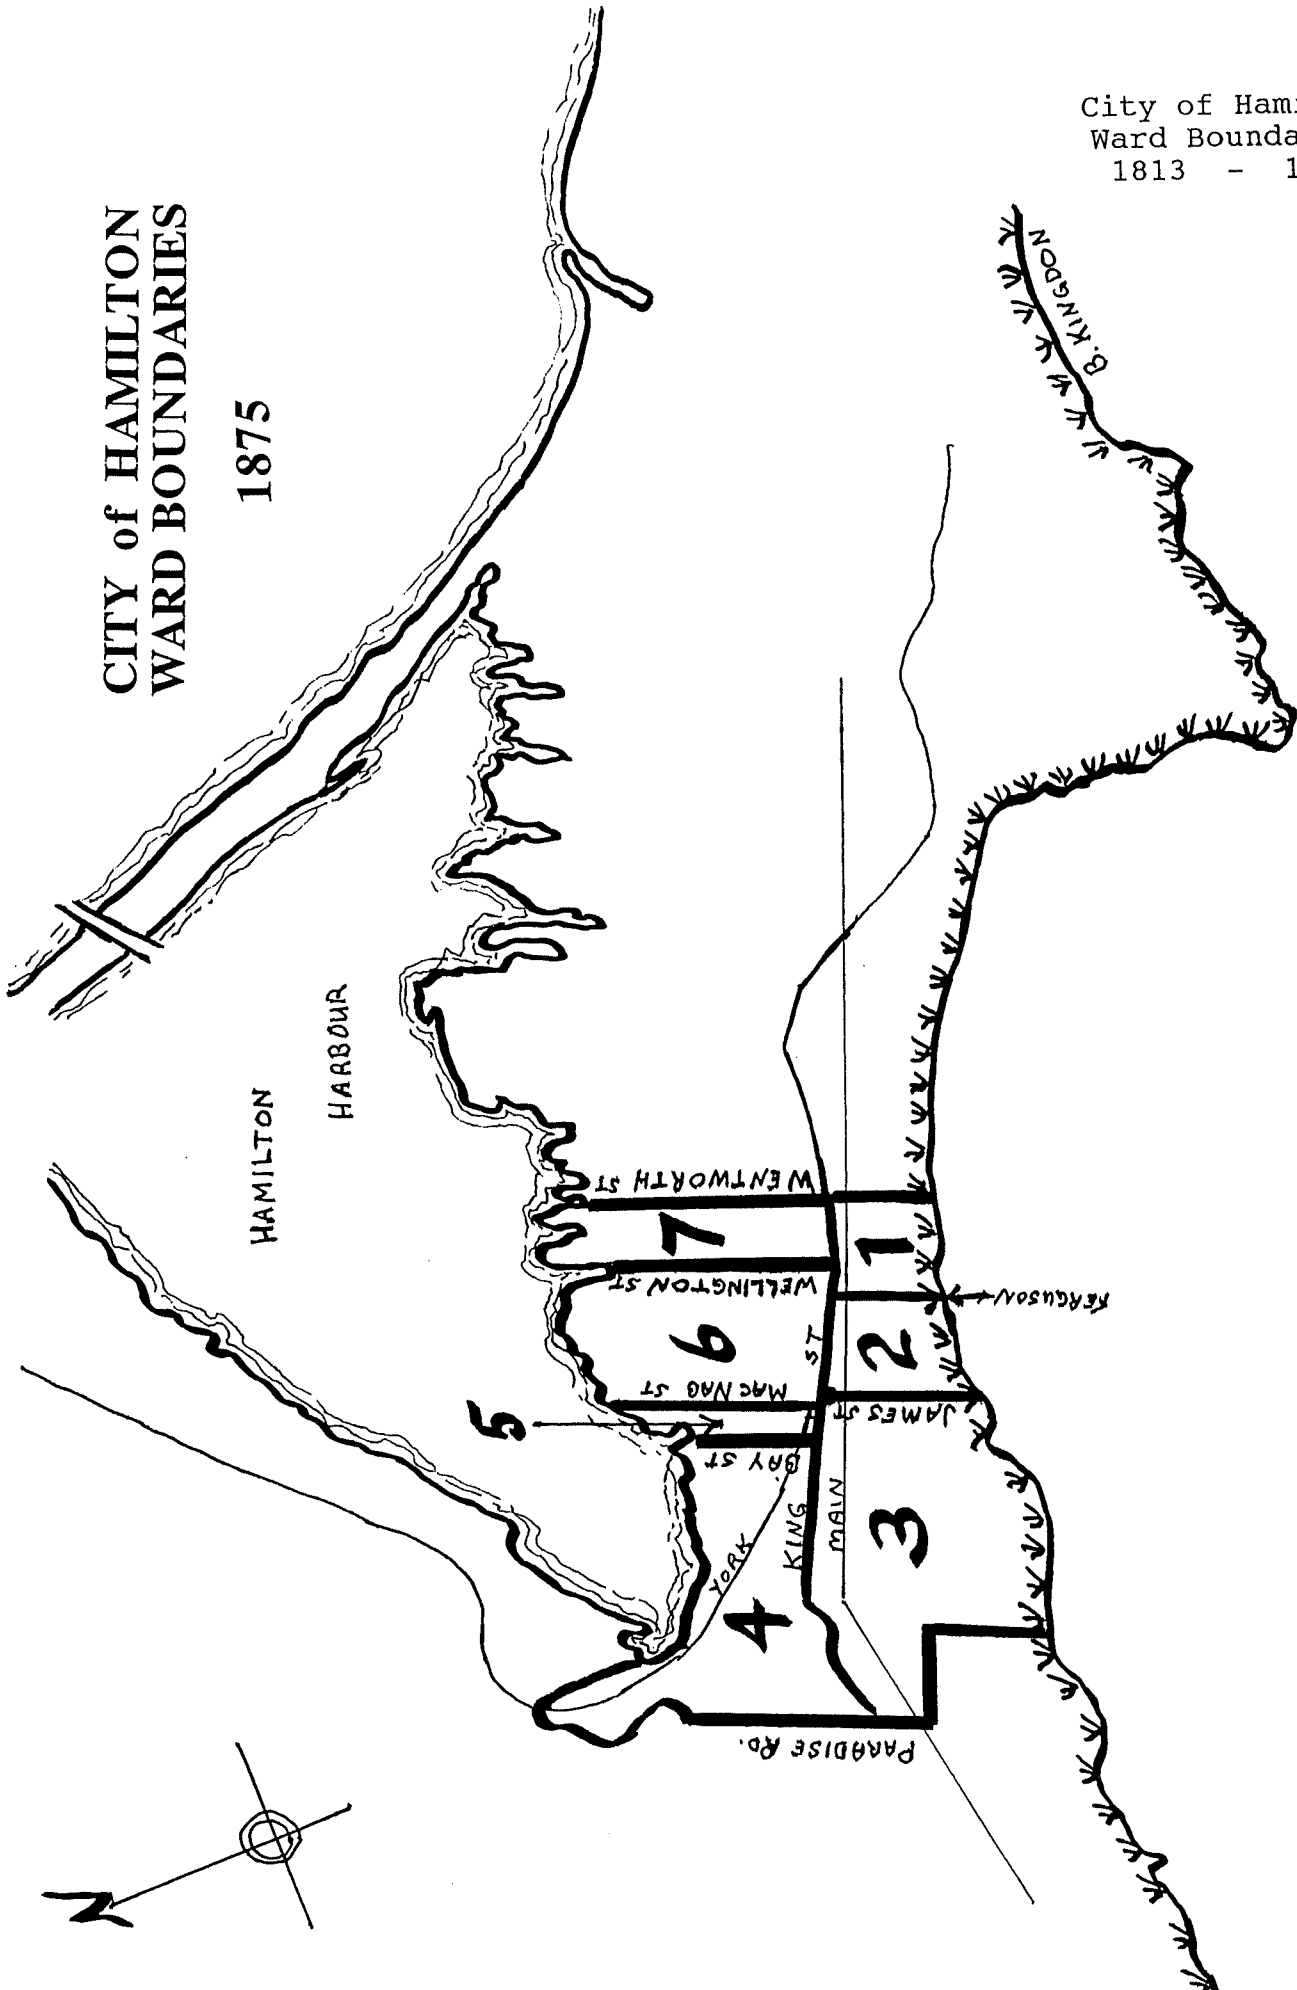 City of Ham
Ward Bounda
1813 - 1
CITY of HAMILTON
WARD BOUNDARIES
1875
HAMILTON
HARBOUR
B. KINGDON
N
WENTWORTH ST
7
1
WELLINGTON ST
FERGUSON
6
2
ST
MAC NAB ST
JAMES ST
5
BAY ST
YORK
KING
MAIN
3
4
PARADISE RD.